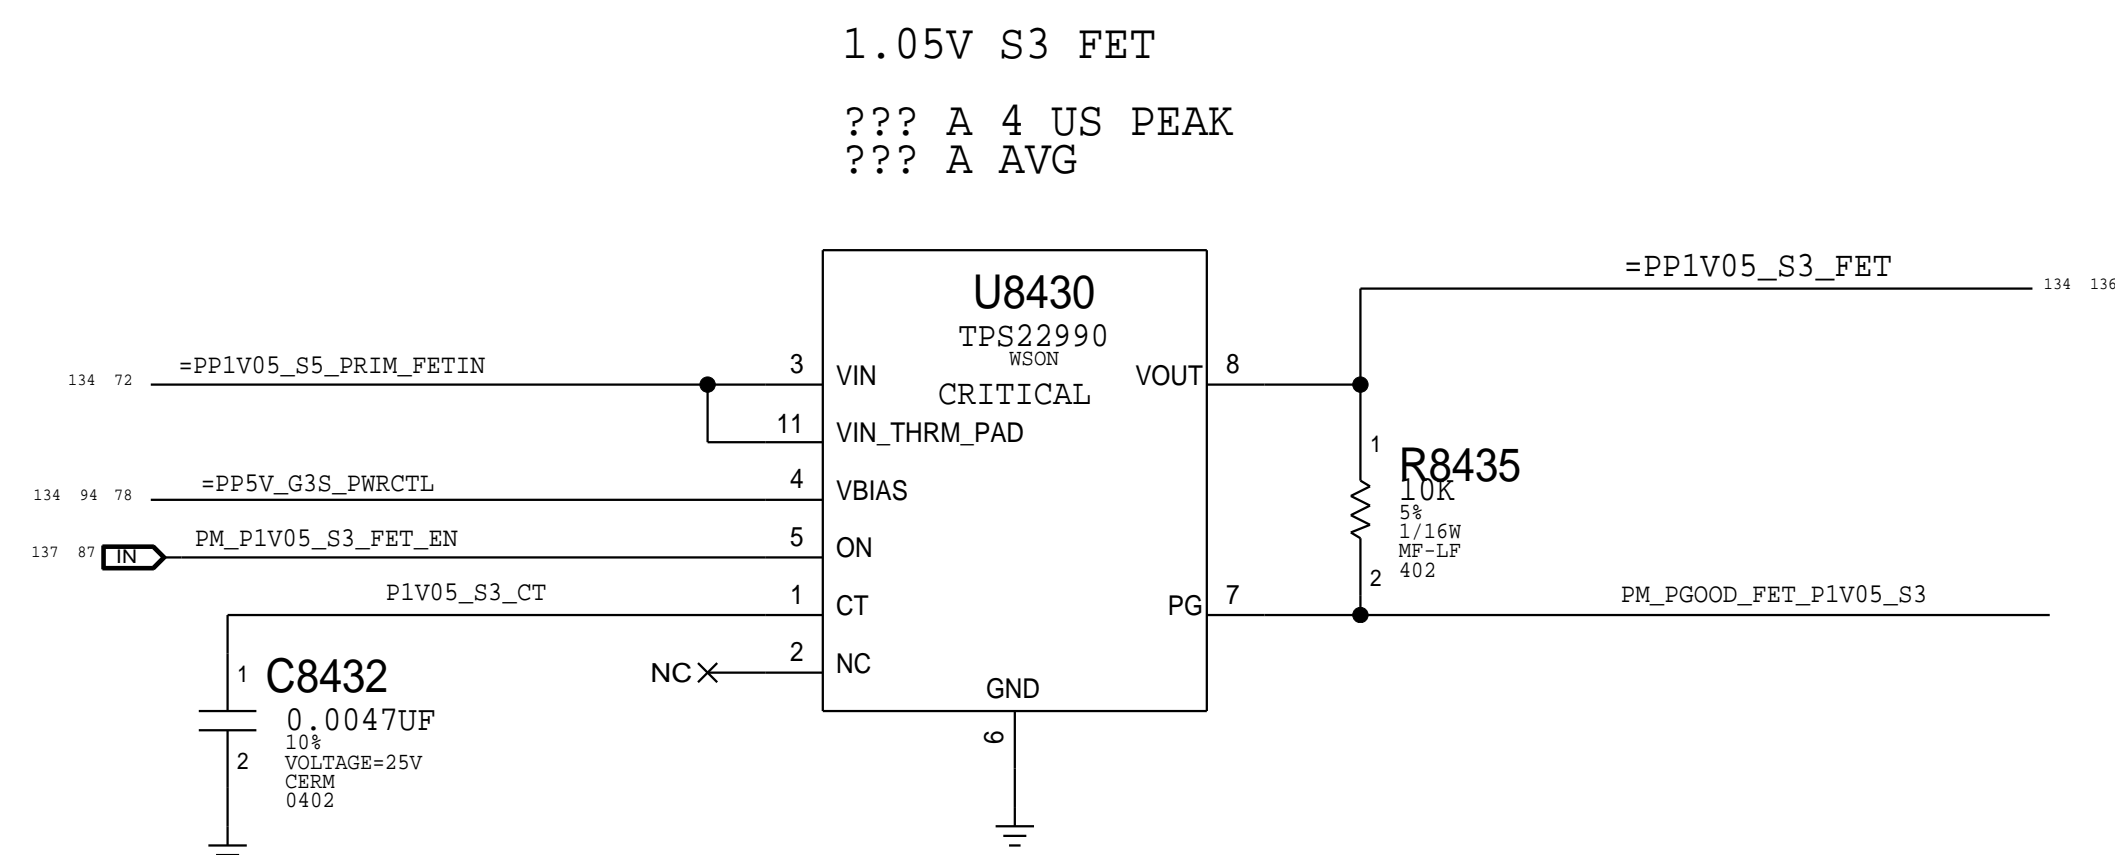 1.05V S3 FET
??? A 4 US PEAK
??? A AVG
=PP1V05_S3_FET
134 136
U8430
TPS22990
WSON
CRITICAL
134 72
=PP1V05_S5_PRIM_FETIN
3
VIN
VOUT
8
11
VIN_THRM_PAD
1
R8435
10K
5%
1/16W
MF-LF
402
2
134 94 78
=PP5V_G3S_PWRCTL
4
VBIAS
137 87
IN
PM_P1V05_S3_FET_EN
5
ON
P1V05_S3_CT
1
CT
PG
7
PM_PGOOD_FET_P1V05_S3
NC
2
NC
GND
6
1
C8432
0.0047UF
10%
2
VOLTAGE=25V
CERM
0402